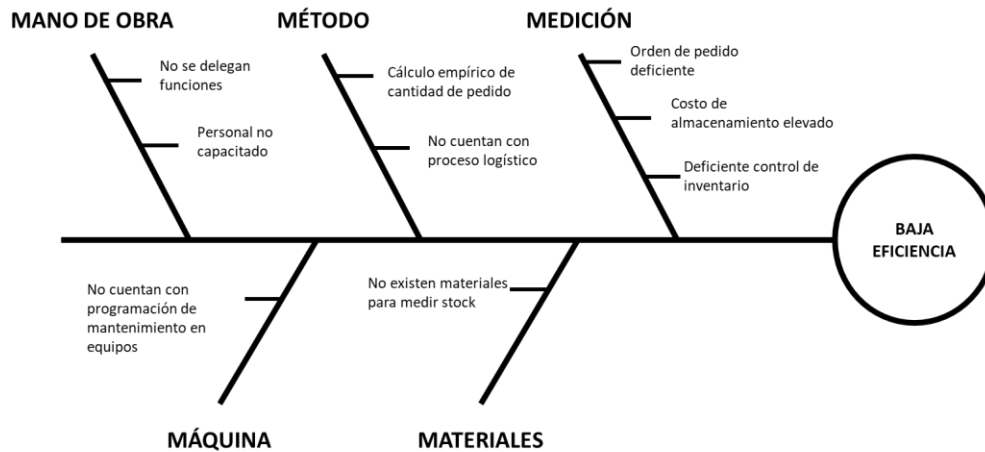 MANO DE OBRA
MÉTODO
MEDICIÓN
No se delegan
funciones
Personal no
capacitado
Cálculo empírico de
cantidad de pedido
No cuentan con
proceso logístico
Orden de pedido
deficiente
Costo de
almacenamiento elevado
Deficiente control de
inventario
BAJA
EFICIENCIA
No cuentan con
programación de
mantenimiento en
equipos
No existen materiales
para medir stock
MÁQUINA
MATERIALES